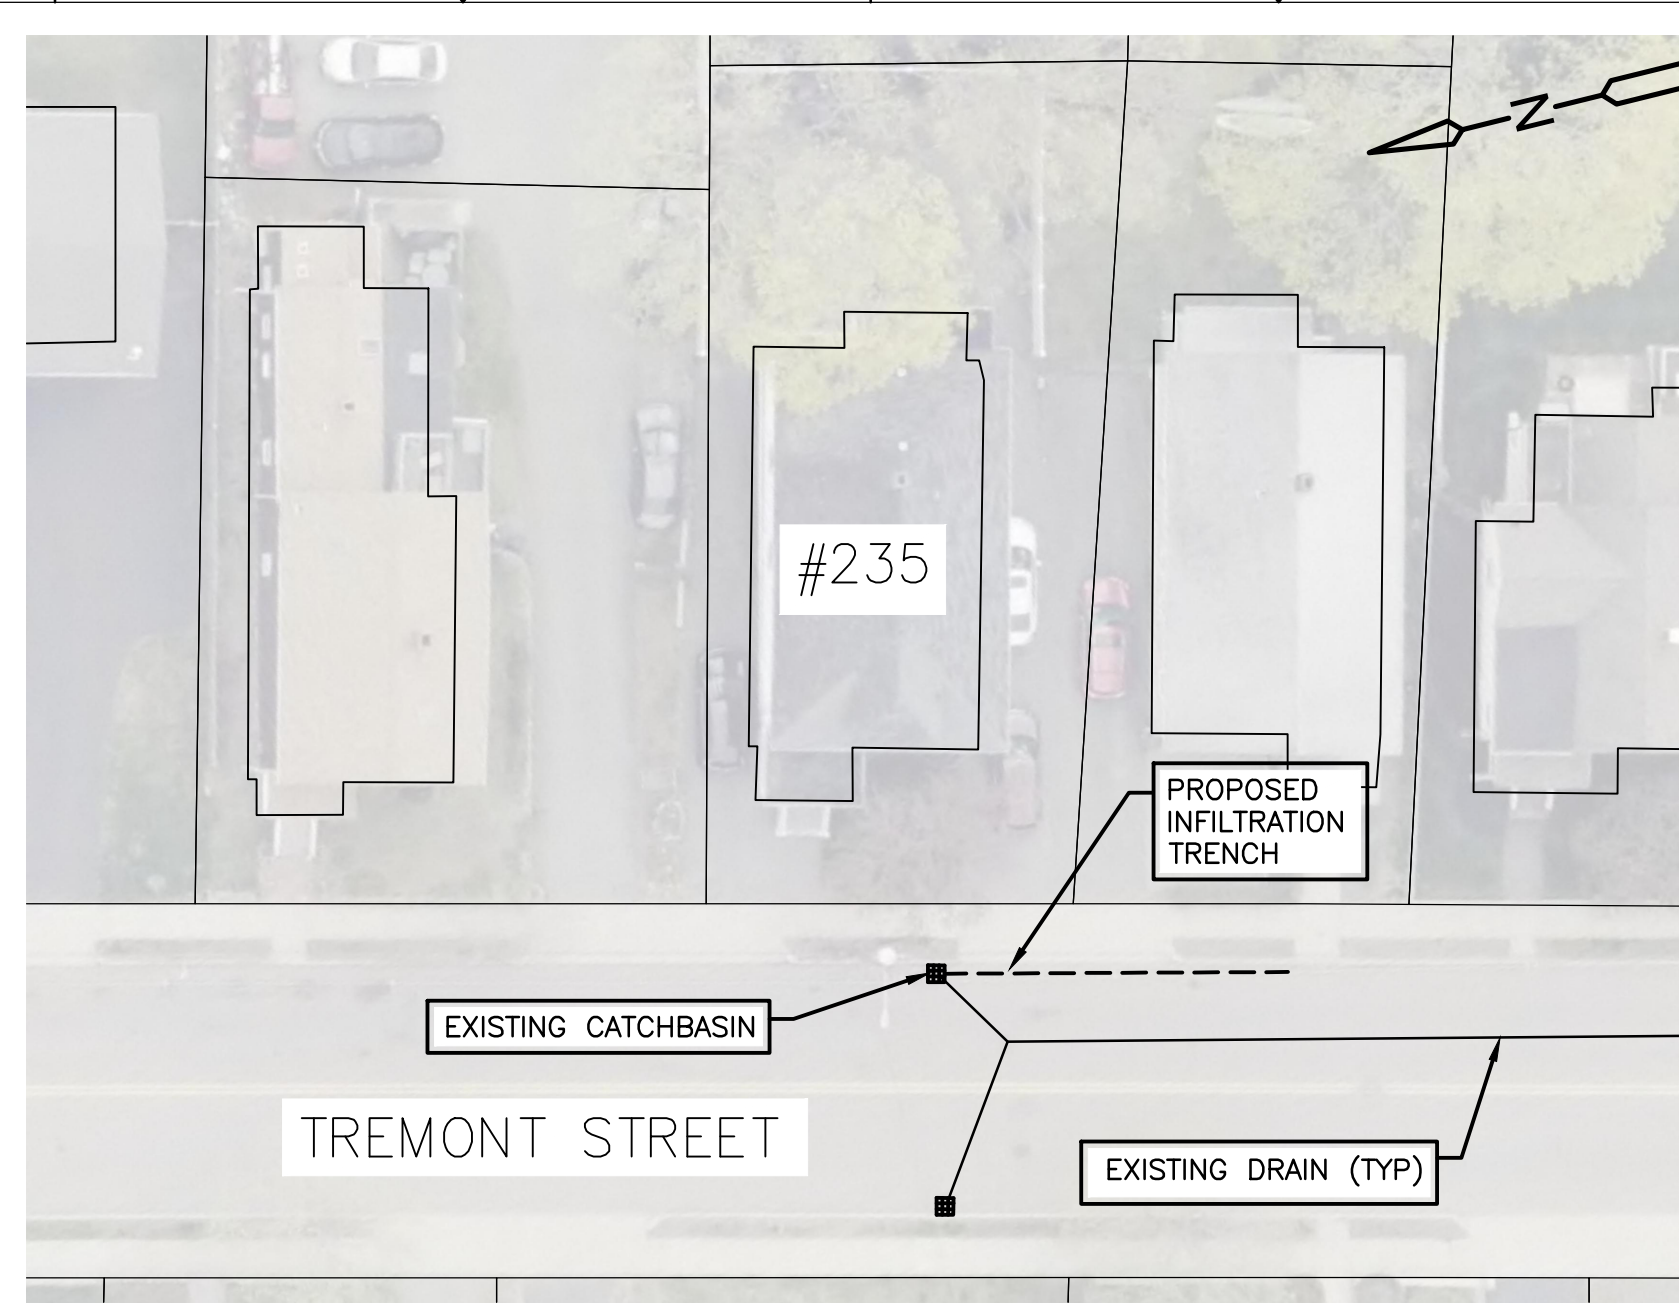 N
#235
PROPOSED
INFILTRATION
TRENCH
EXISTING CATCHBASIN
TREMONT STREET
EXISTING DRAIN (TYP)